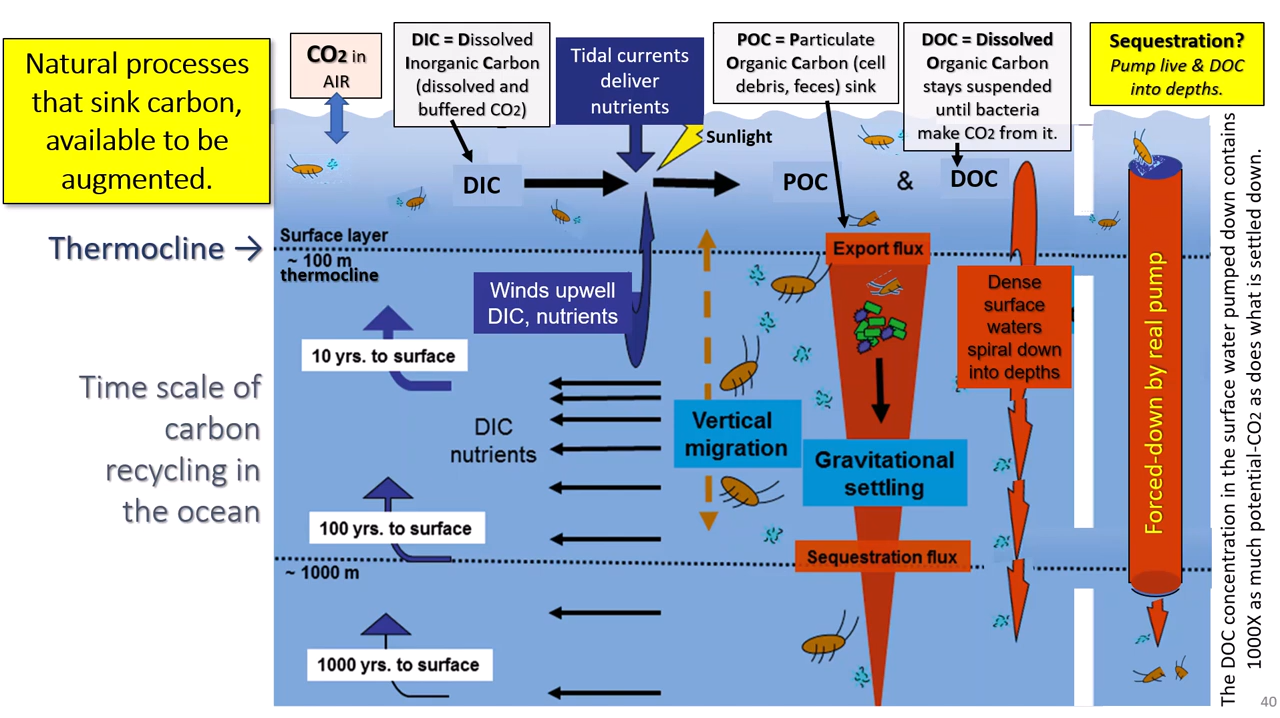 Natural processes
that sink carbon,
available to be
augmented.
CO2 in
AIR
DIC = Dissolved
Inorganic Carbon
(dissolved and
buffered CO2)
Tidal currents
deliver
nutrients
POC = Particulate
Organic Carbon (cell
debris, feces) sink
DOC = Dissolved
Organic Carbon
stays suspended
until bacteria
make CO2 from it.
Sequestration?
Pump live & DOC
into depths.
Sunlight
DIC
POC
&
DOC
Thermocline →
Surface layer
~ 100 m
thermocline
Export flux
Winds upwell
DIC, nutrients
Dense
surface
waters
spiral down
into depths
10 yrs. to surface
Time scale of
carbon
recycling in
the ocean
DIC
nutrients
Vertical
migration
Gravitational
settling
Forced-down by real pump
100 yrs. to surface
Sequestration flux
~ 1000 m
1000 yrs. to surface
The DOC concentration in the surface water pumped down contains
1000X as much potential-CO2 as does what is settled down.
40